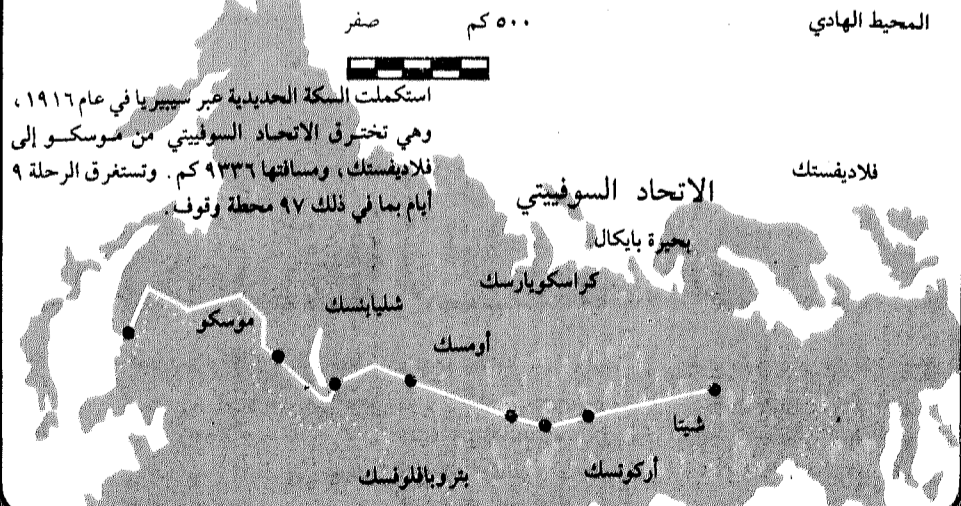 المحيط الهادي
٥٠٠ كم صفر
استكملت السكة الحديدية عبر سيبيريا في عام ١٩١٦،
وهي تخترق الاتحاد السوفييتي من موسكو إلى
فلاديفستك، ومسافتها ٩٣٣٦ كم. وتستغرق الرحلة ٩
أيام بما في ذلك ٩٧ محطة وقوف.
فلاديفستك
الاتحاد السوفييتي
بحيرة بايكال
كراسكويارسك
شليابنسك
موسكو
أومسك
شيتا
أركوتسك
بتروبافلوفسك